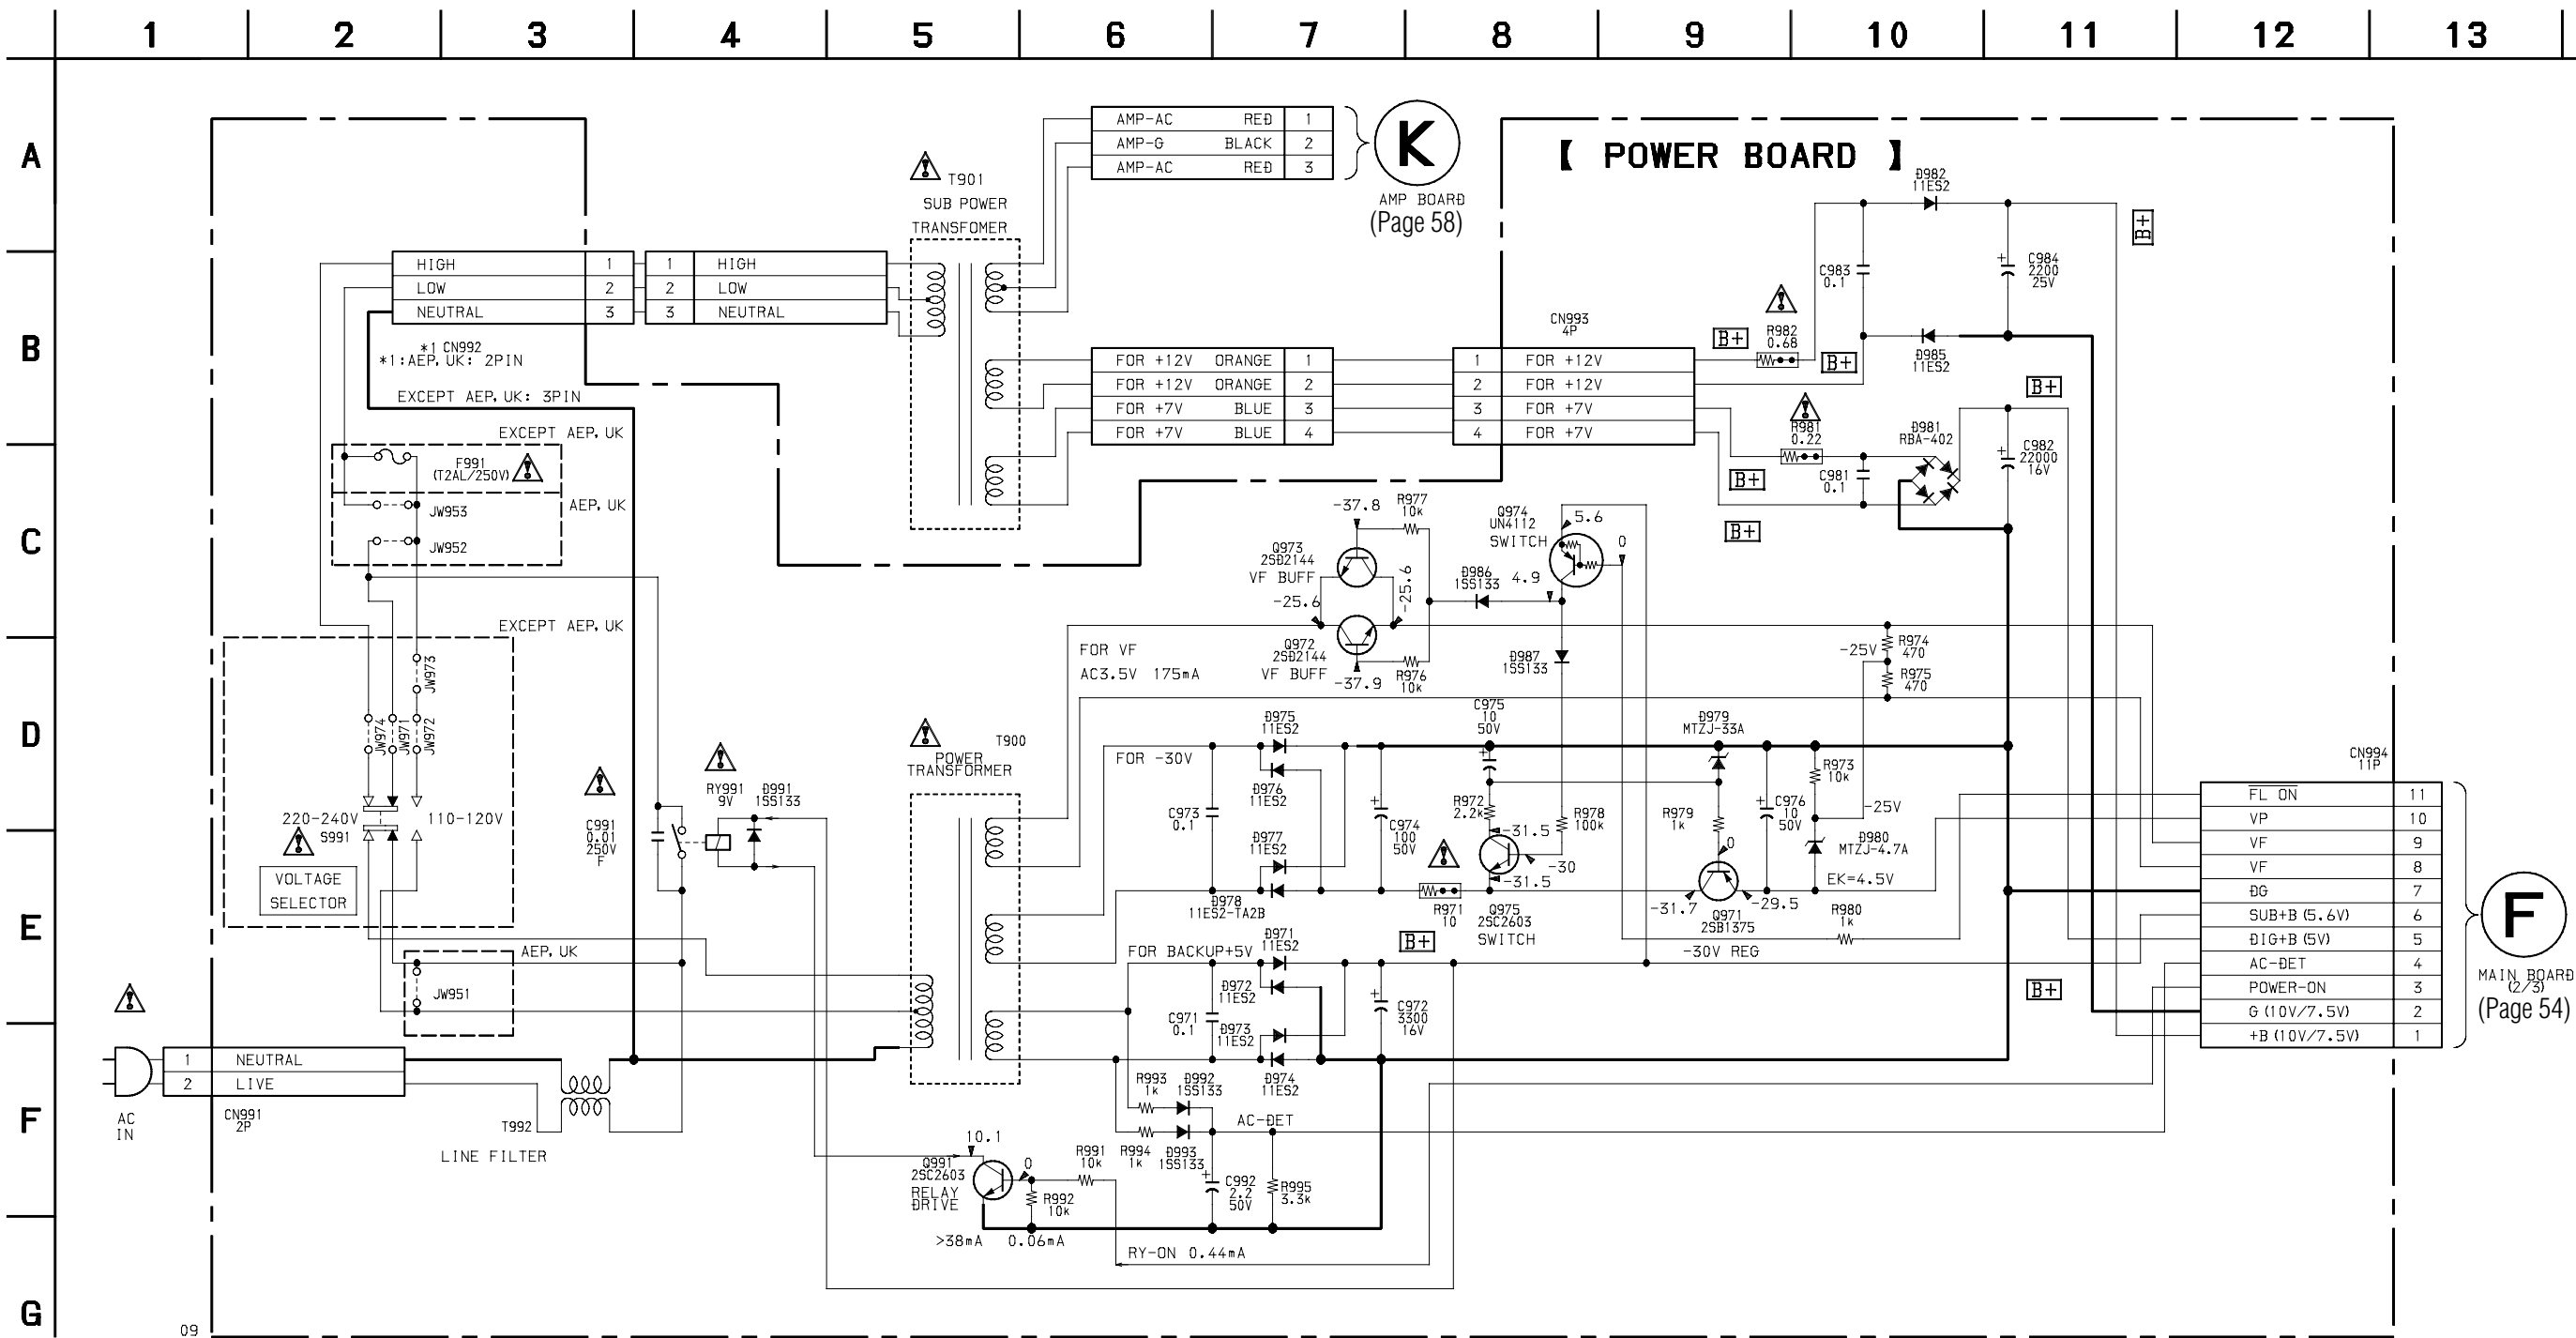 1 2 3 4 5 6 7 8 9 10 11 12 13
A
B
C
D
E
F
G
AMP-AC RED 1
AMP-G BLACK 2
AMP-AC RED 3
K
AMP BOARD
(Page 58)
【 POWER BOARD 】
T901
SUB POWER
TRANSFOMER
D982
11ES2
B+
HIGH 1
LOW 2
NEUTRAL 3
1 HIGH
2 LOW
3 NEUTRAL
*1 CN992
*1:AEP, UK: 2PIN
EXCEPT AEP, UK: 3PIN
C983
0.1
C984
2200
25V
CN993
4P
B+
R982
0.68
B+
D985
11ES2
B+
FOR +12V ORANGE 1
FOR +12V ORANGE 2
FOR +7V BLUE 3
FOR +7V BLUE 4
1 FOR +12V
2 FOR +12V
3 FOR +7V
4 FOR +7V
R981
0.22
D981
RBA-402
C982
22000
16V
B+
C981
0.1
B+
EXCEPT AEP, UK
F991
(T2AL/250V)
JW953
AEP, UK
JW952
-37.8
R977
10k
Q974
UN4112
SWITCH
5.6
0
Q973
2SD2144
VF BUFF
-25.6
-25.6
D986
1SS133
4.9
EXCEPT AEP, UK
FOR VF
AC3.5V 175mA
Q972
2SD2144
VF BUFF
-37.9
R976
10k
D987
1SS133
-25V
R974
470
R975
470
JW973
JW974
JW971
JW972
T900
POWER
TRANSFORMER
FOR -30V
D975
11ES2
D976
11ES2
C975
10
50V
D979
MTZJ-33A
R973
10k
-25V
220-240V
110-120V
S991
VOLTAGE
SELECTOR
C991
0.01
250V
F
RY991
9V
D991
1SS133
C973
0.1
D977
11ES2
D978
11ES2-TA2B
C974
100
50V
R972
2.2k
-31.5
-30
-31.5
R978
100k
R979
1k
C976
10
50V
D980
MTZJ-4.7A
0
EK=4.5V
R971
10
Q975
2SC2603
SWITCH
-31.7
Q971
2SB1375
-29.5
-30V REG
R980
1k
B+
CN994
11P
FL ON 11
VP 10
VF 9
VF 8
DG 7
SUB+B (5.6V) 6
DIG+B (5V) 5
AC-DET 4
POWER-ON 3
G (10V/7.5V) 2
+B (10V/7.5V) 1
F
MAIN BOARD
(2/3)
(Page 54)
AEP, UK
JW951
FOR BACKUP+5V
D971
11ES2
D972
11ES2
C971
0.1
D973
11ES2
D974
11ES2
C972
3300
16V
B+
1 NEUTRAL
2 LIVE
AC
IN
CN991
2P
T992
LINE FILTER
R993
1k
D992
1SS133
AC-DET
R994
1k
D993
1SS133
10.1
Q991
2SC2603
RELAY
DRIVE
0
R992
10k
R991
10k
C992
2.2
50V
R995
3.3k
>38mA 0.06mA
RY-ON 0.44mA
09